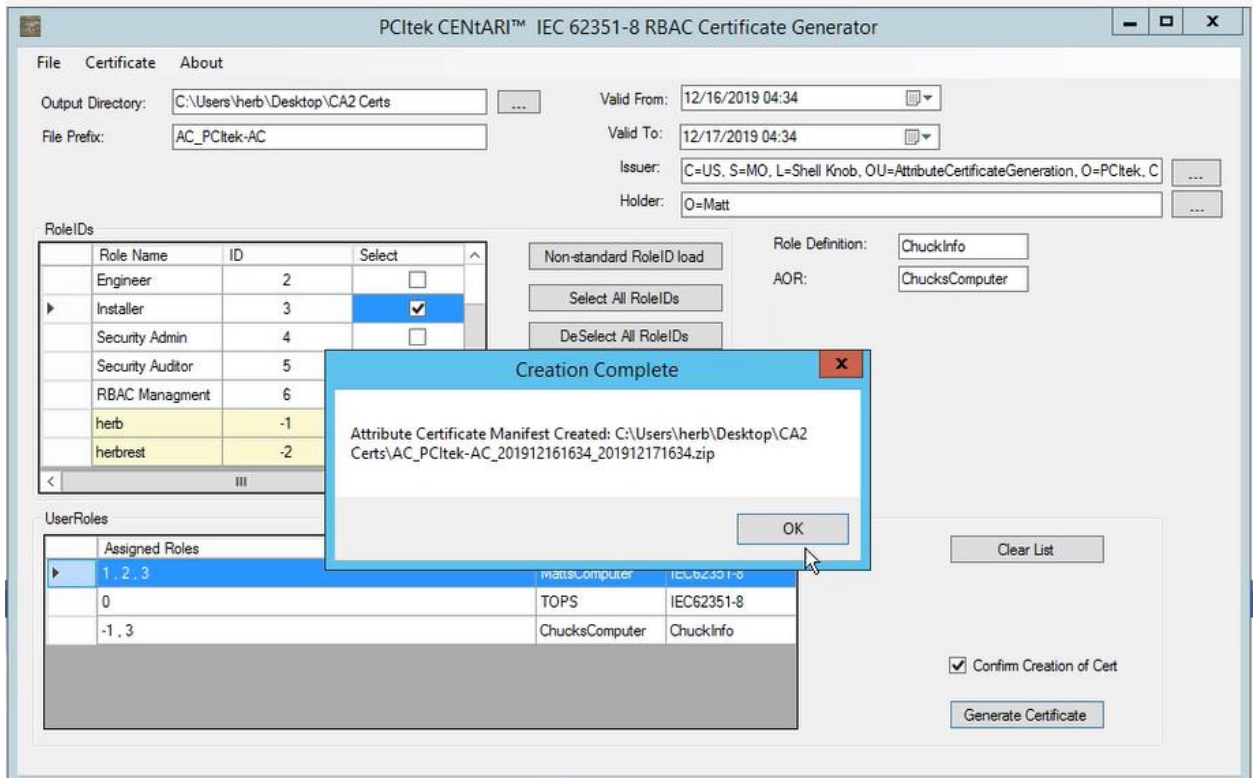 PCItek CENtARI™ IEC 62351-8 RBAC Certificate Generator
File Certificate About
Output Directory: C:\Users\herb\Desktop\CA2 Certs ...
File Prefix: AC_PCItek-AC
Valid From: 12/16/2019 04:34
Valid To: 12/17/2019 04:34
Issuer: C=US, S=MO, L=Shell Knob, OU=AttributeCertificateGeneration, O=PCItek, C ...
Holder: O=Matt ...
RoleIDs
Role Name ID Select
Engineer 2
Installer 3
Security Admin 4
Security Auditor 5
RBAC Managment 6
herb -1
herbrest -2
Non-standard RoleID load
Select All RoleIDs
DeSelect All RoleIDs
Role Definition: ChuckInfo
AOR: ChucksComputer
Creation Complete
Attribute Certificate Manifest Created: C:\Users\herb\Desktop\CA2
Certs\AC_PCItek-AC_201912161634_201912171634.zip
OK
UserRoles
Assigned Roles
1 , 2 , 3 MattsComputer IEC62351-8
0 TOPS IEC62351-8
-1 , 3 ChucksComputer ChuckInfo
Clear List
Confirm Creation of Cert
Generate Certificate